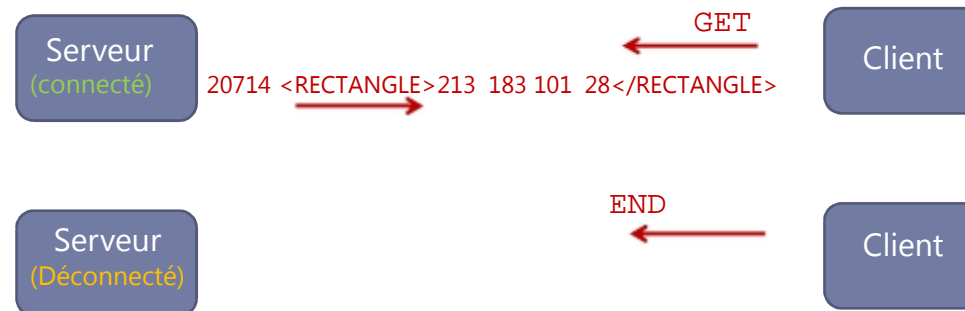 GET
Serveur
(connecté)
Client
20714 <RECTANGLE>213 183 101 28</RECTANGLE>
END
Serveur
(Déconnecté)
Client